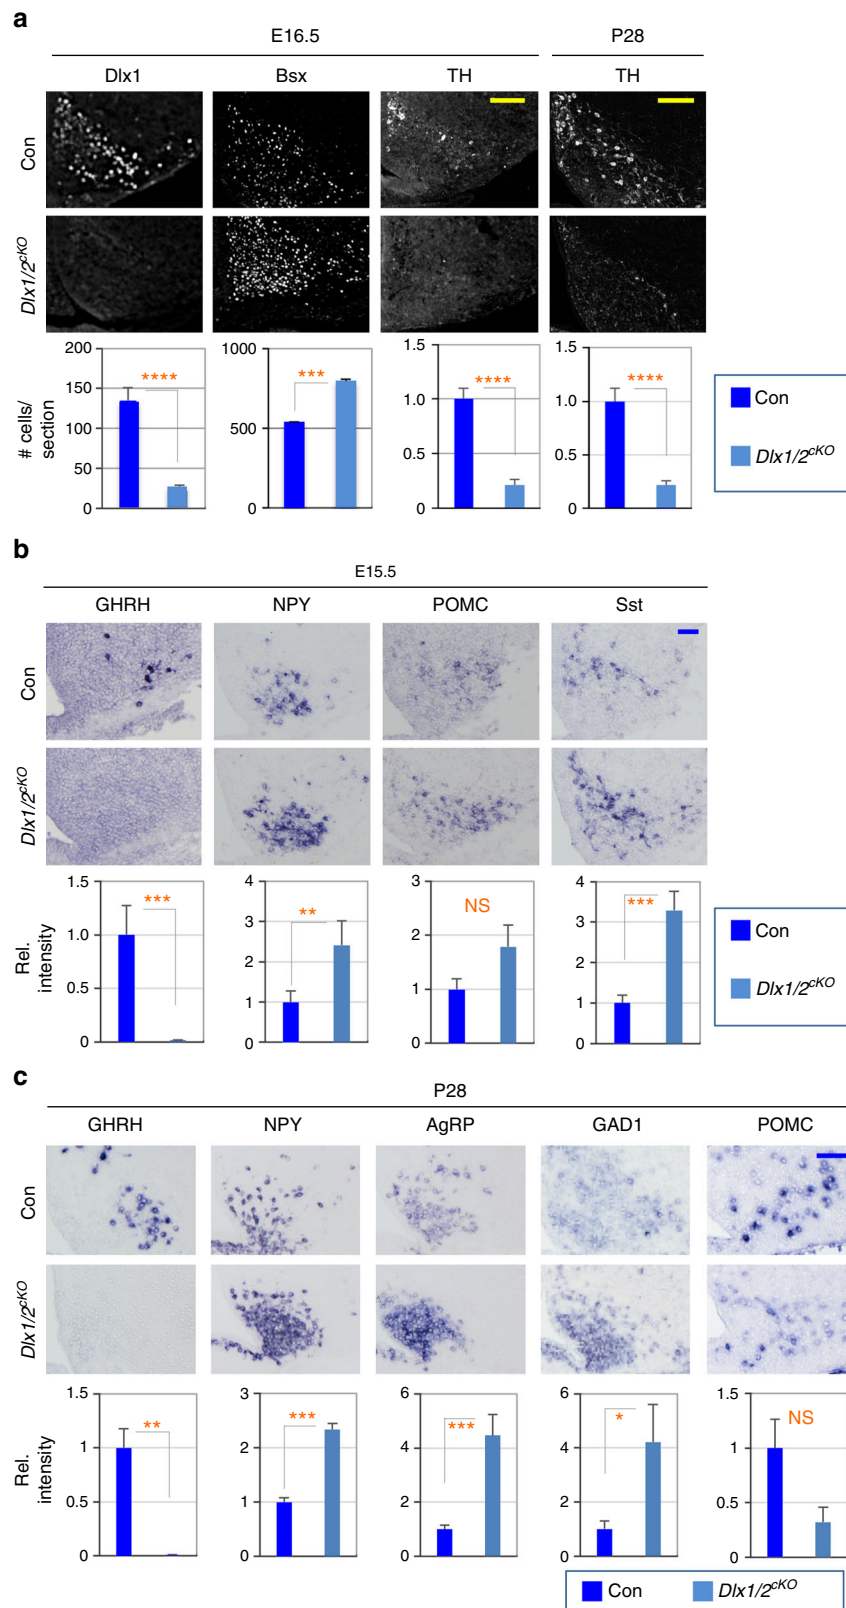 a
E16.5 P28
Dlx1 Bsx TH TH
Con
Dlx1/2cKO
# cells/
section
200 150 100 50 0
****
1000 500 0
***
1.5 1.0 0.5 0
****
1.5 1.0 0.5 0
****
Con
Dlx1/2cKO
b
E15.5
GHRH NPY POMC Sst
Con
Dlx1/2cKO
Rel.
intensity
1.5 1.0 0.5 0
***
4 3 2 1 0
**
3 2 1 0
NS
4 3 2 1 0
***
Con
Dlx1/2cKO
c
P28
GHRH NPY AgRP GAD1 POMC
Con
Dlx1/2cKO
Rel.
intensity
1.5 1 0.5 0
**
3 2 1 0
***
6 4 2 0
***
6 4 2 0
*
1.5 1 0.5 0
NS
Con Dlx1/2cKO